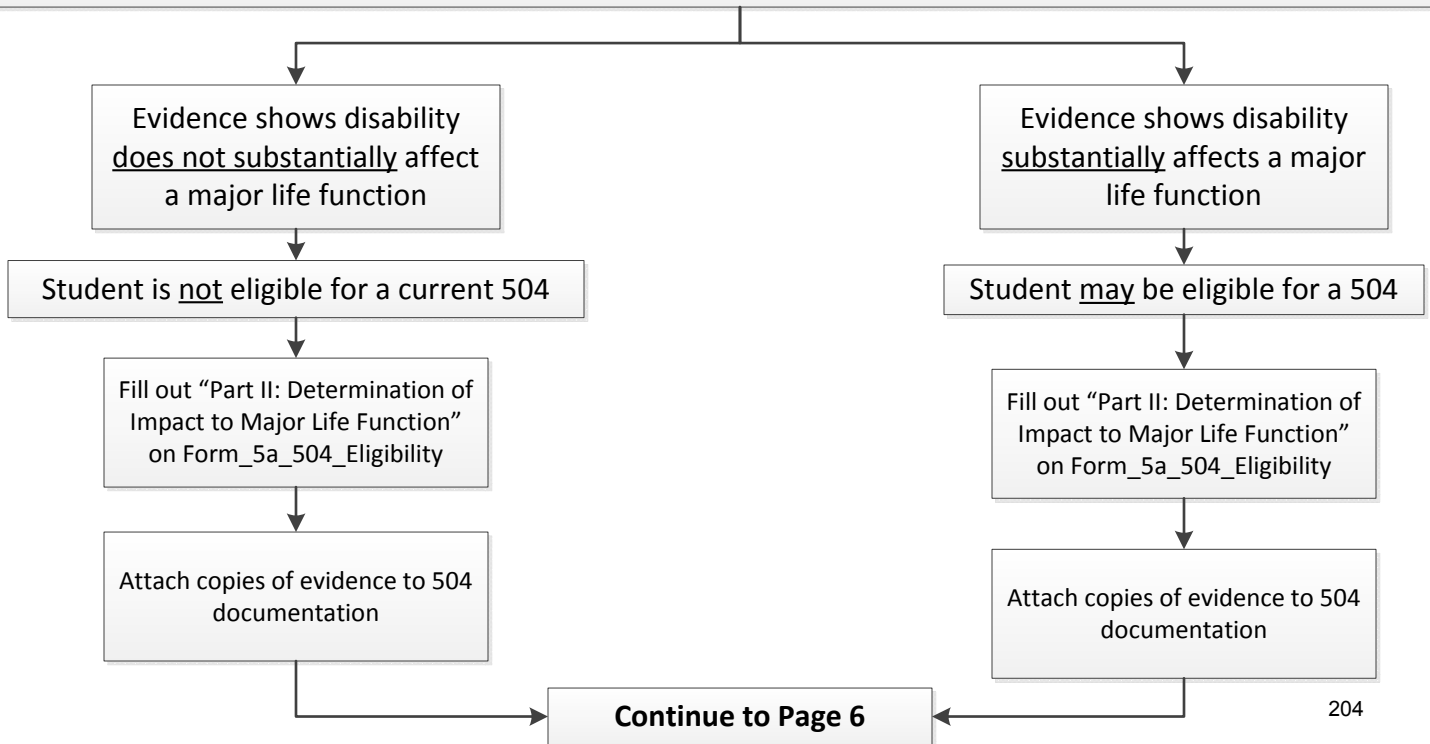 Evidence shows disability
does not substantially affect
a major life function
Student is not eligible for a current 504
Fill out “Part II: Determination of
Impact to Major Life Function”
on Form_5a_504_Eligibility
Attach copies of evidence to 504
documentation
Evidence shows disability
substantially affects a major
life function
Student may be eligible for a 504
Fill out “Part II: Determination of
Impact to Major Life Function”
on Form_5a_504_Eligibility
Attach copies of evidence to 504
documentation
Continue to Page 6
204